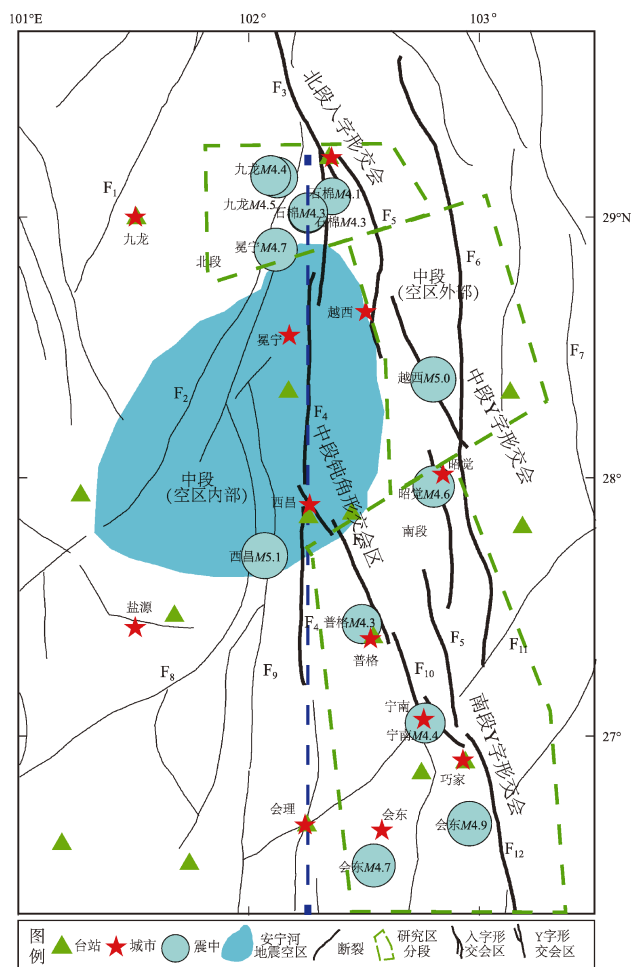 101°E
102°
103°
29°N
28°
27°
F3
北段入字形交会
九龙M4.4
石棉M4.1
F1
九龙M4.5
石棉M4.3
石棉M4.3
F5
九龙
冕宁M4.7
北段
F6
中段
(空区外部)
越西
冕宁
F7
越西M5.0
F2
F4
中段Y字形交会
中段钝角形交会区
昭觉
中段
(空区内部)
西昌
昭觉M4.6
南段
F
西昌M5.1
盐源
普格M4.3
F4
F5
F11
普格
F8
F9
F10
宁南
宁南M4.4
南段Y字形交会
巧家
会理
会东
会东M4.9
F12
会东M4.7
图例
台站
城市
震中
安宁河
地震空区
断裂
研究区
分段
入字形
交会区
Y字形
交会区